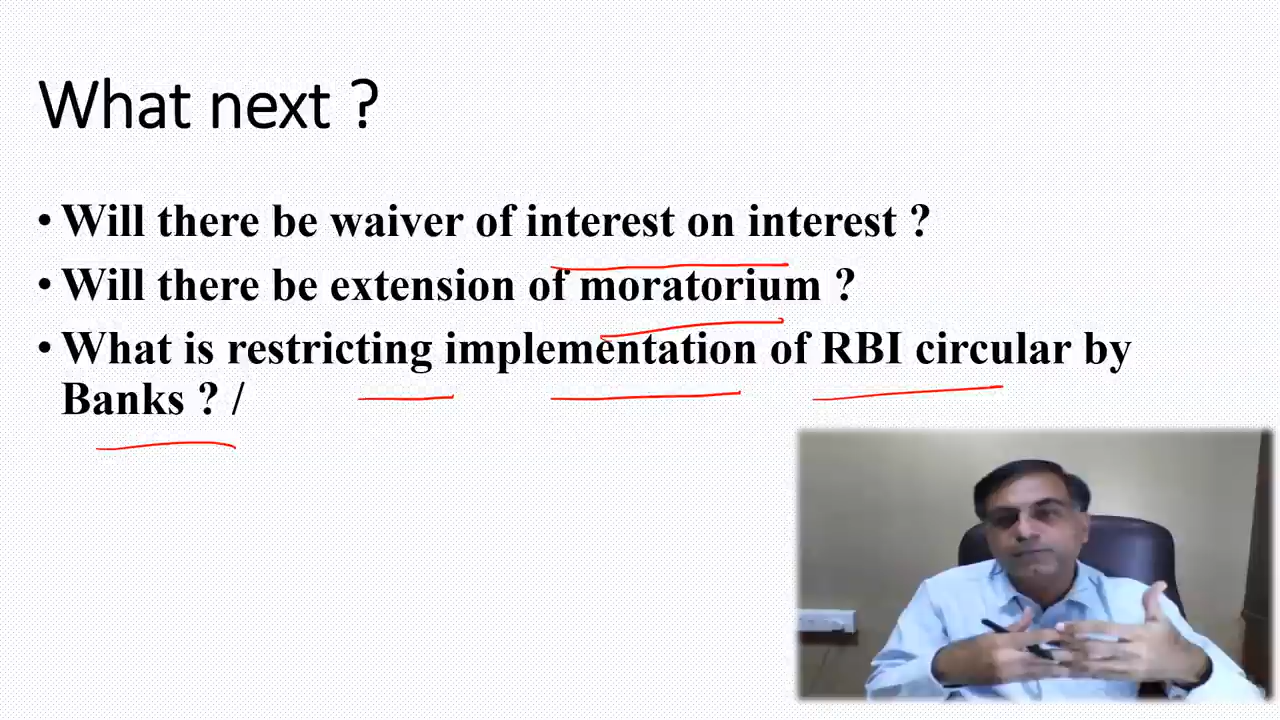 What next ?
• Will there be waiver of interest on interest ?
• Will there be extension of moratorium ?
• What is restricting implementation of RBI circular by
Banks ? /